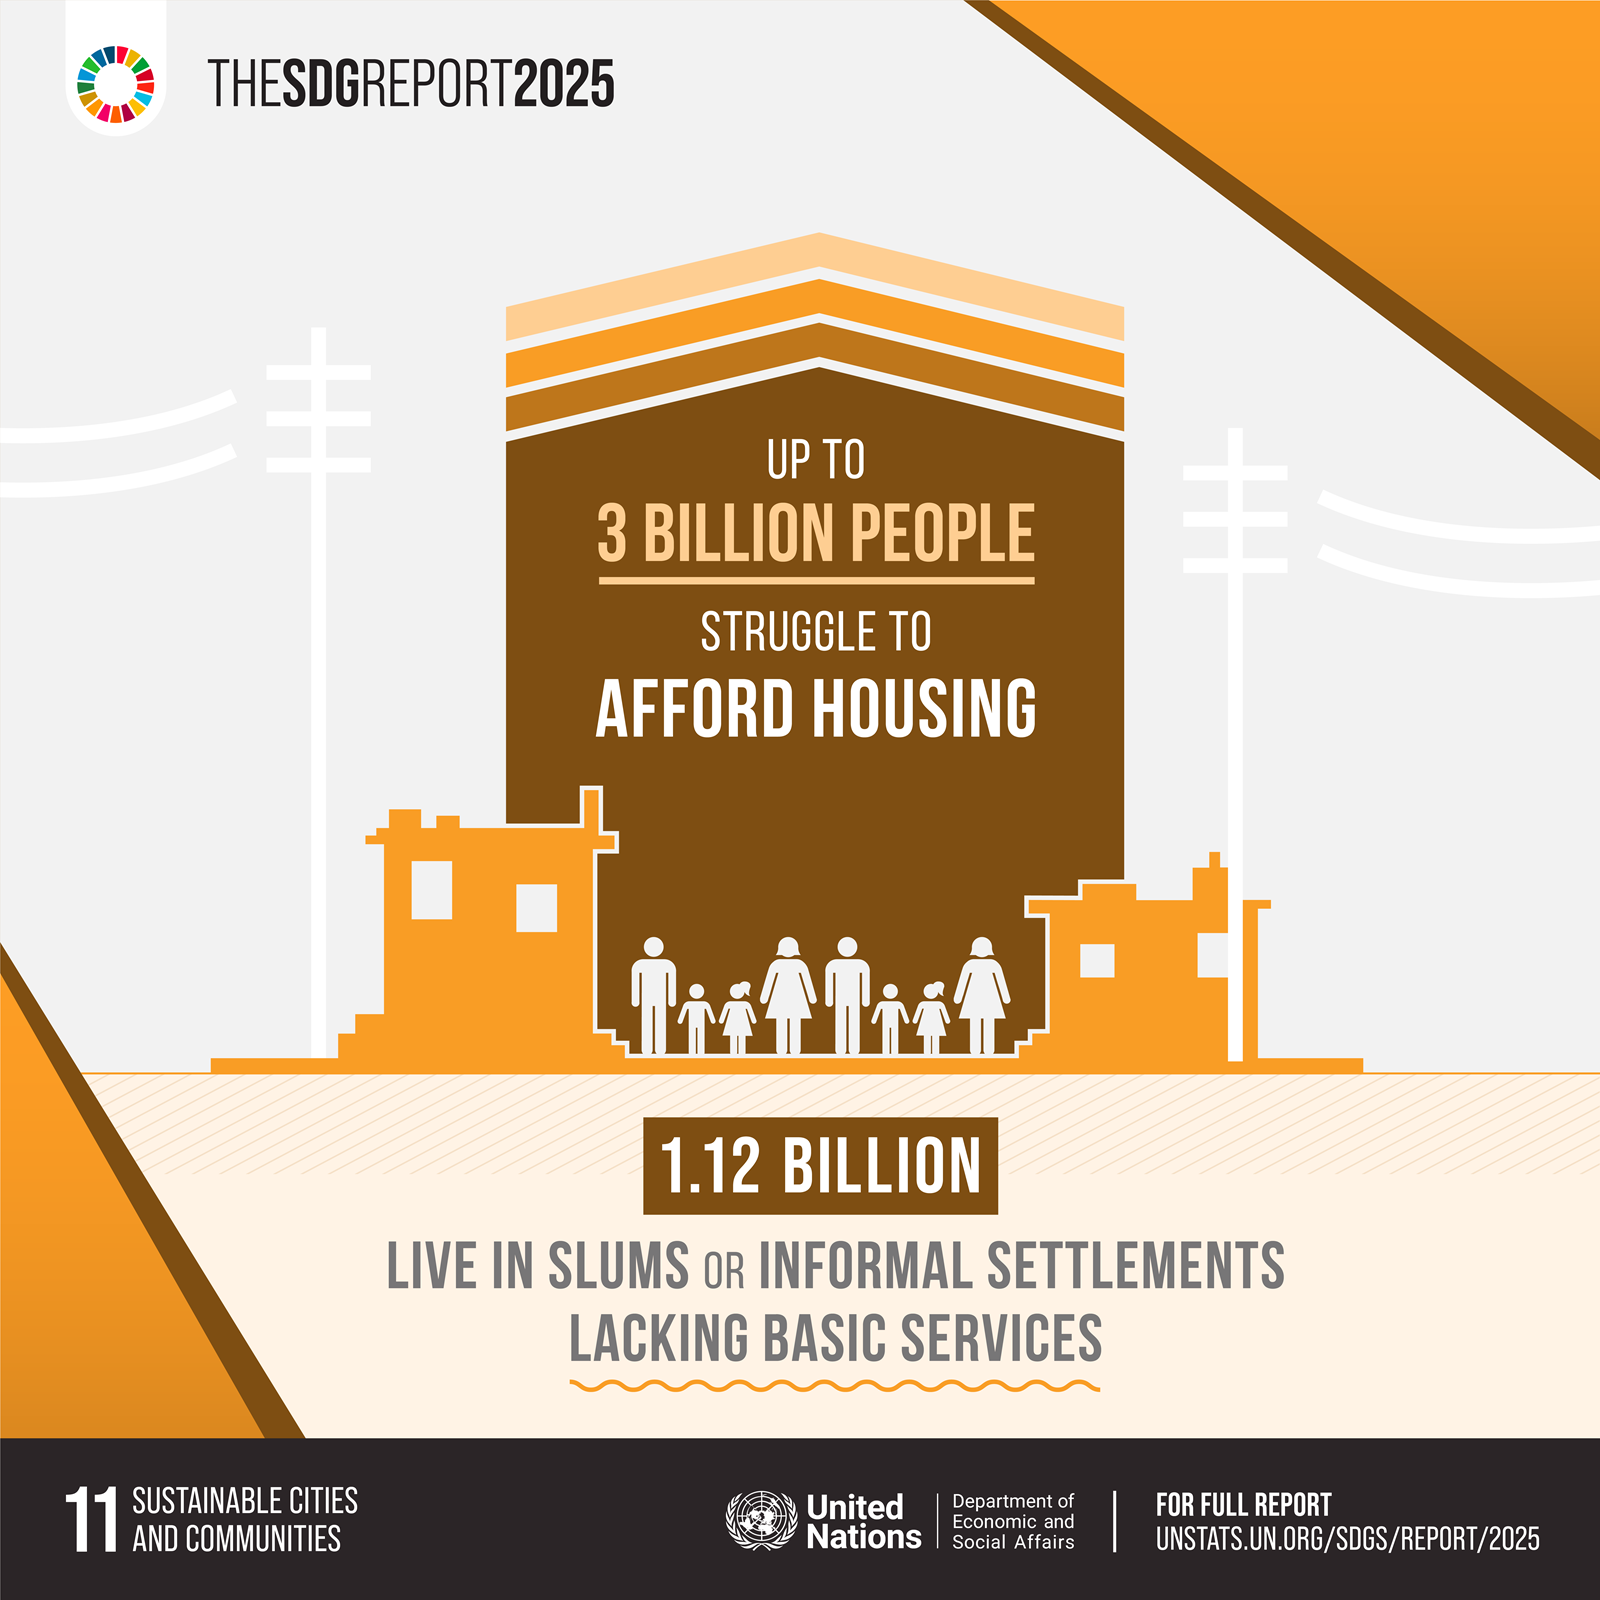 THESDGREPORT2025
UP TO
3 BILLION PEOPLE
STRUGGLE TO
AFFORD HOUSING
1.12 BILLION
LIVE IN SLUMS OR INFORMAL SETTLEMENTS
LACKING BASIC SERVICES
11 SUSTAINABLE CITIES
AND COMMUNITIES
United
Nations
Department of
Economic and
Social Affairs
FOR FULL REPORT
UNSTATS.UN.ORG/SDGS/REPORT/2025